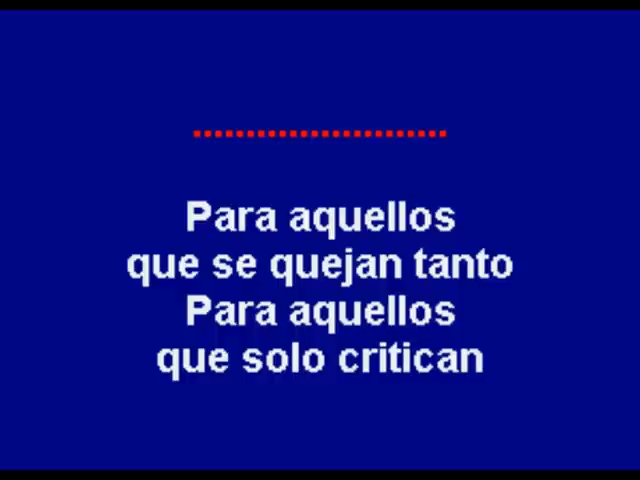 Para aquellos
que se quejan tanto
Para aquellos
que solo critican